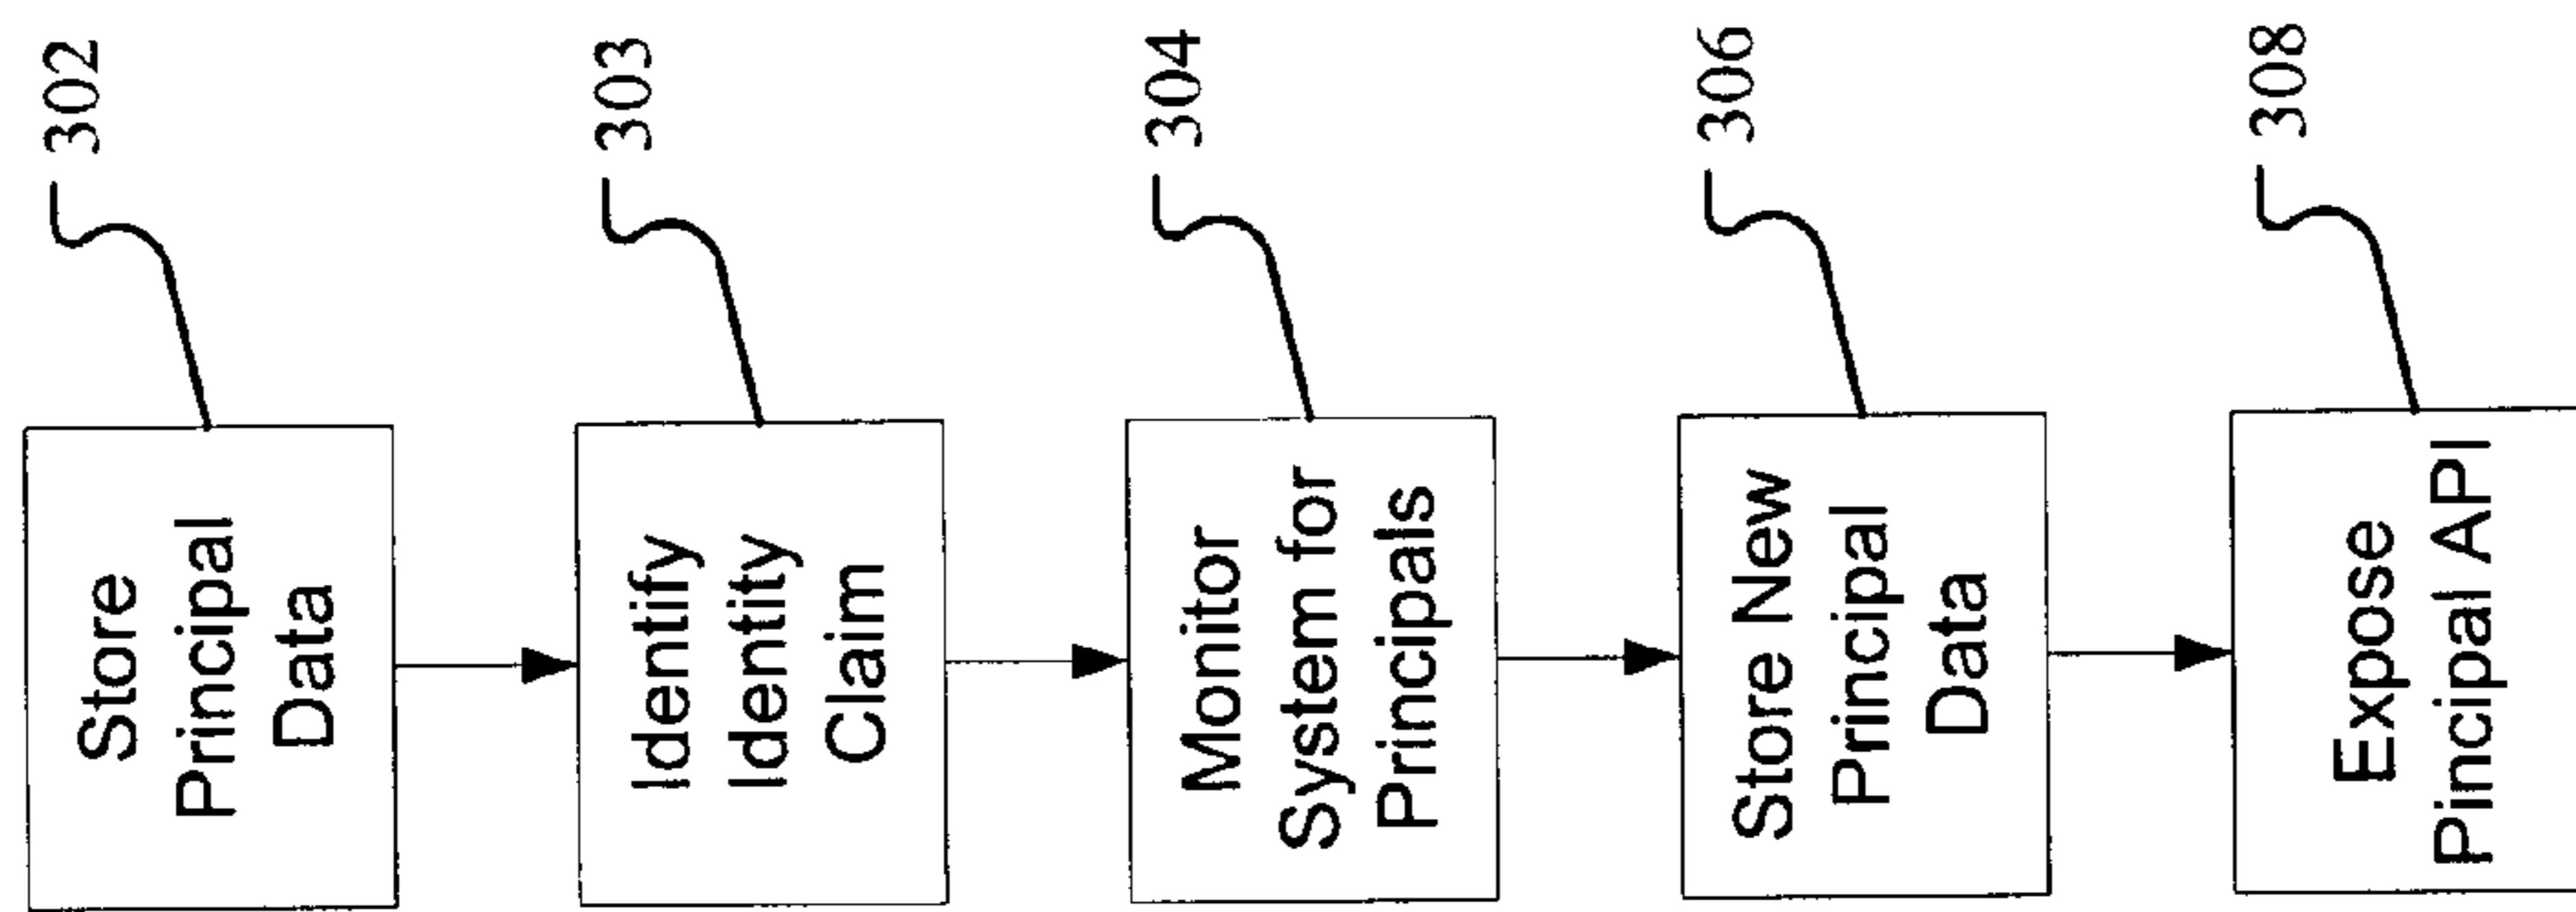 302
Store
Principal
Data
303
Identify
Identity
Claim
304
Monitor
System for
Principals
306
Store New
Principal
Data
308
Expose
Pincipal API